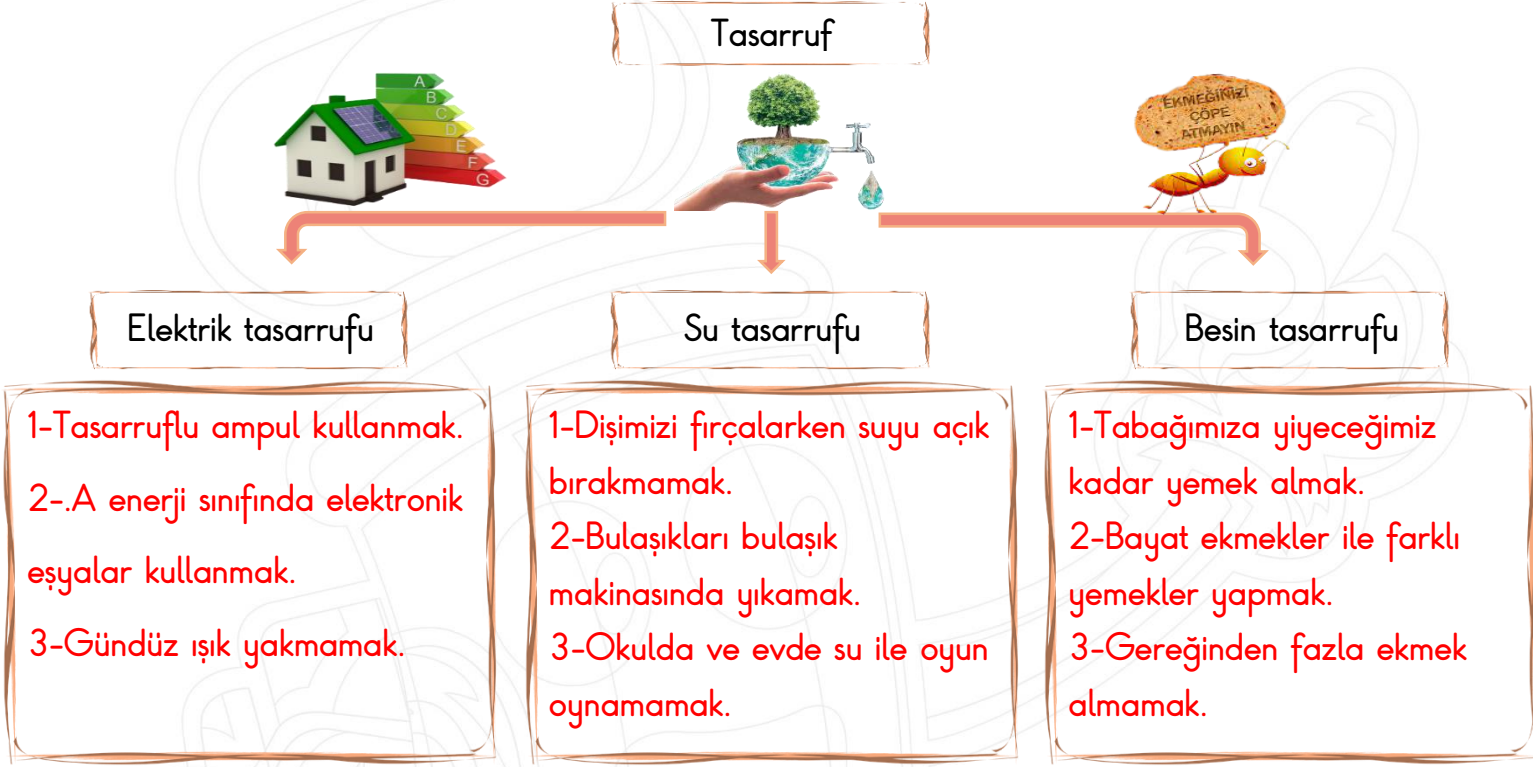 Tasarruf
A
B
C
D
E
F
G
EKMEĞİNİZİ
ÇÖPE
ATMAYIN
Elektrik tasarrufu
Su tasarrufu
Besin tasarrufu
1-Tasarruflu ampul kullanmak.
2-.A enerji sınıfında elektronik
eşyalar kullanmak.
3-Gündüz ışık yakmamak.
1-Dişimizi fırçalarken suyu açık
bırakmamak.
2-Bulaşıkları bulaşık
makinasında yıkamak.
3-Okulda ve evde su ile oyun
oynamamak.
1-Tabağımıza yiyeceğimiz
kadar yemek almak.
2-Bayat ekmekler ile farklı
yemekler yapmak.
3-Gereğinden fazla ekmek
almamak.